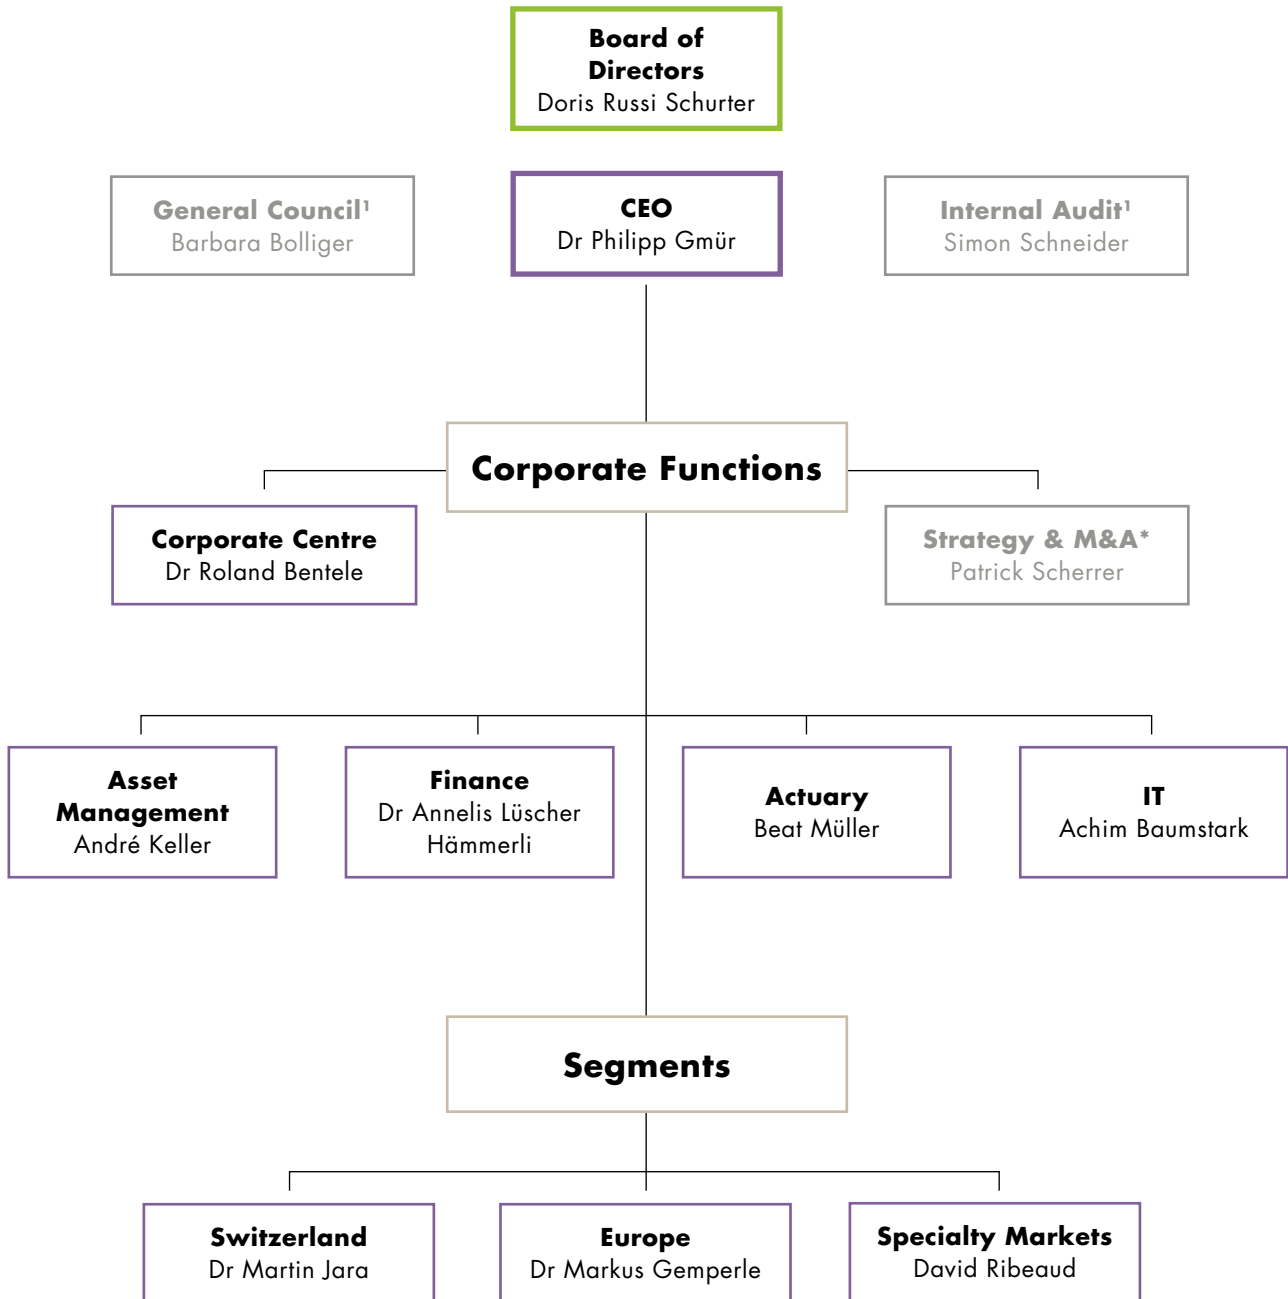 Board of
Directors
Doris Russi Schurter
General Council¹
Barbara Bolliger
CEO
Dr Philipp Gmür
Internal Audit¹
Simon Schneider
Corporate Functions
Corporate Centre
Dr Roland Bentele
Strategy & M&A*
Patrick Scherrer
Asset
Management
André Keller
Finance
Dr Annelis Lüscher
Hämmerli
Actuary
Beat Müller
IT
Achim Baumstark
Segments
Switzerland
Dr Martin Jara
Europe
Dr Markus Gemperle
Specialty Markets
David Ribeaud